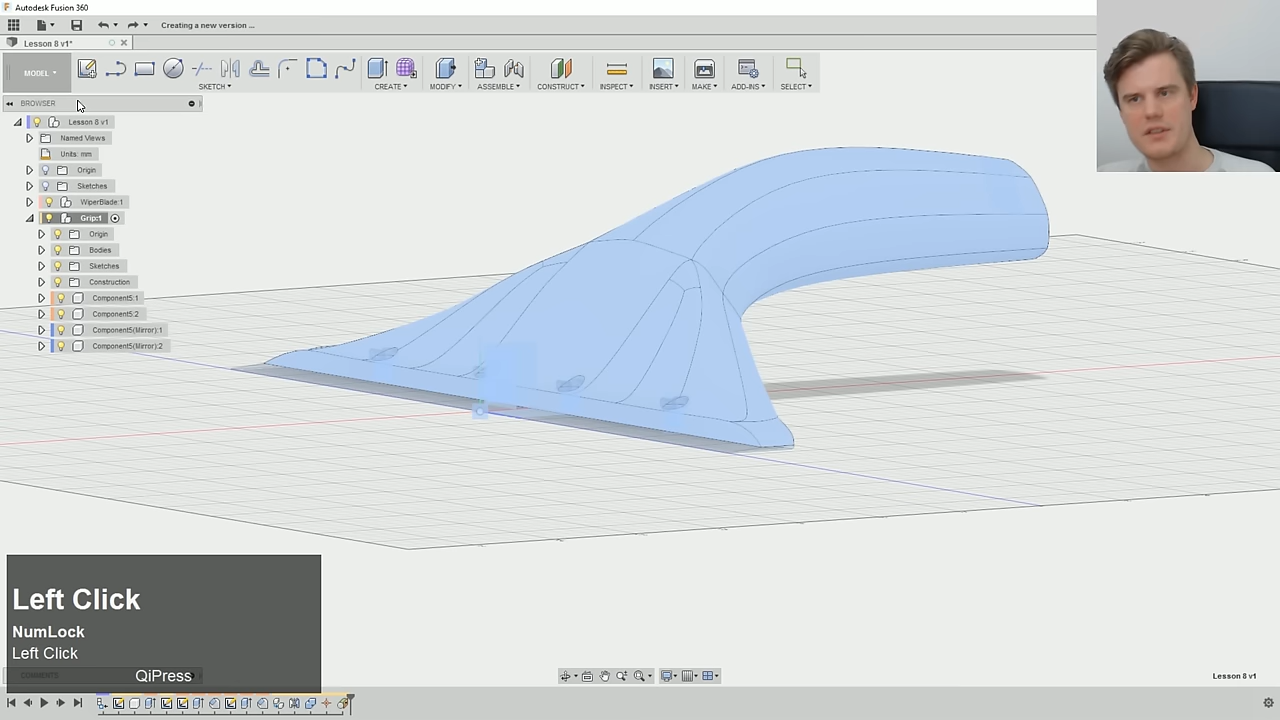 Autodesk Fusion 360
Creating a new version ...
Lesson 8 v1*
MODEL
SKETCH
CREATE
MODIFY
ASSEMBLE
CONSTRUCT
INSPECT
INSERT
MAKE
ADD-INS
SELECT
BROWSER
Lesson 8 v1
Named Views
Units: mm
Origin
Sketches
WiperBlade:1
Grip:1
Origin
Bodies
Sketches
Construction
Component5:1
Component5:2
Component5(Mirror):1
Component5(Mirror):2
Left Click
NumLock
Left Click
QiPress
COMMENTS
Lesson 8 v1